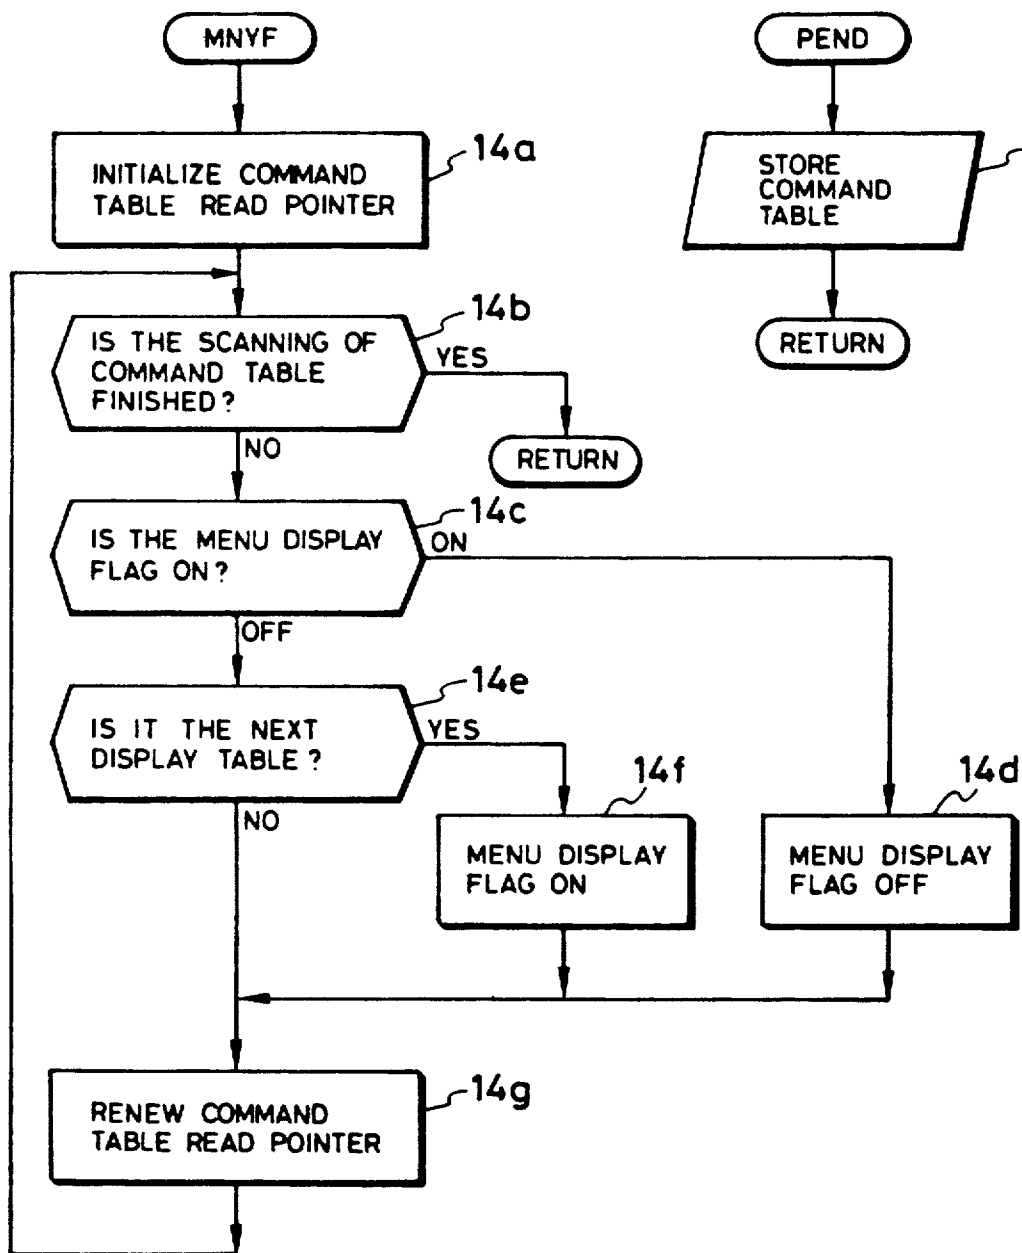 MNYF
14a
INITIALIZE COMMAND
TABLE READ POINTER
14b
IS THE SCANNING OF
COMMAND TABLE
FINISHED?
YES
RETURN
NO
14c
IS THE MENU DISPLAY
FLAG ON?
ON
OFF
14e
IS IT THE NEXT
DISPLAY TABLE?
YES
NO
14f
MENU DISPLAY
FLAG ON
14d
MENU DISPLAY
FLAG OFF
14g
RENEW COMMAND
TABLE READ POINTER
PEND
STORE
COMMAND
TABLE
RETURN